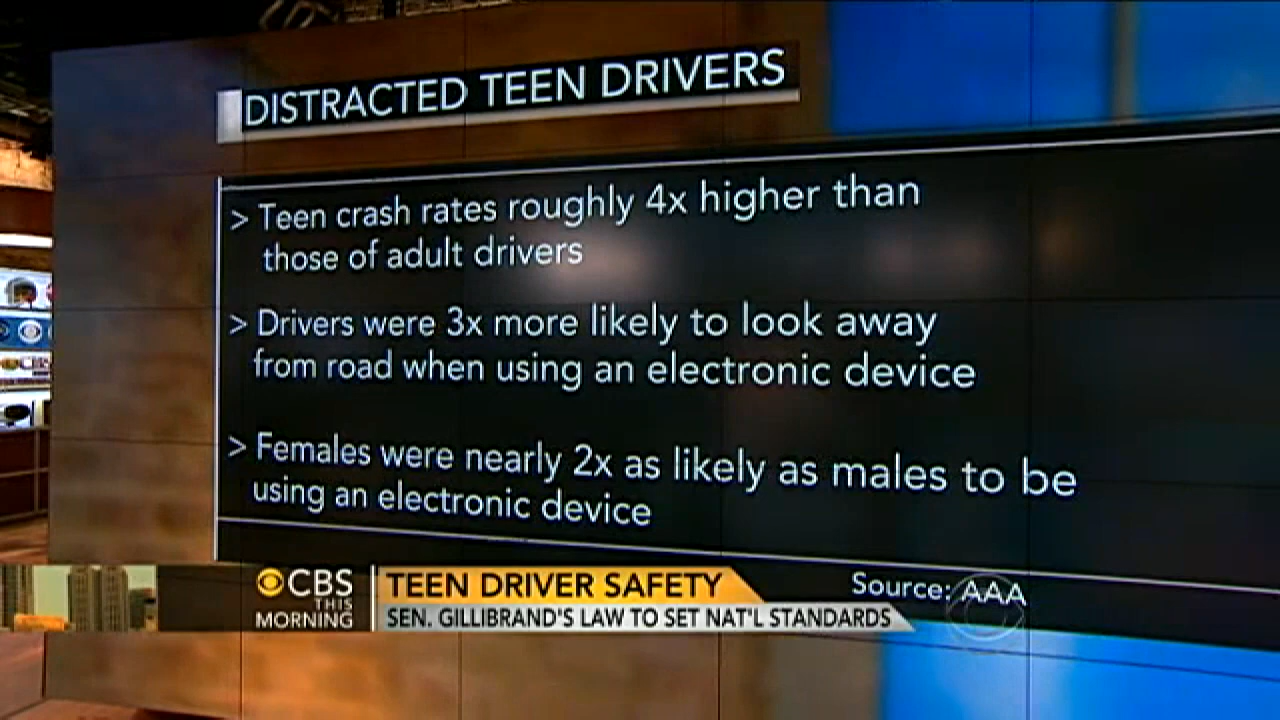 DISTRACTED TEEN DRIVERS
> Teen crash rates roughly 4x higher than
those of adult drivers
> Drivers were 3x more likely to look away
from road when using an electronic device
> Females were nearly 2x as likely as males to be
using an electronic device
Source: AAA
CBS
THIS
MORNING
TEEN DRIVER SAFETY
SEN. GILLIBRAND'S LAW TO SET NAT'L STANDARDS